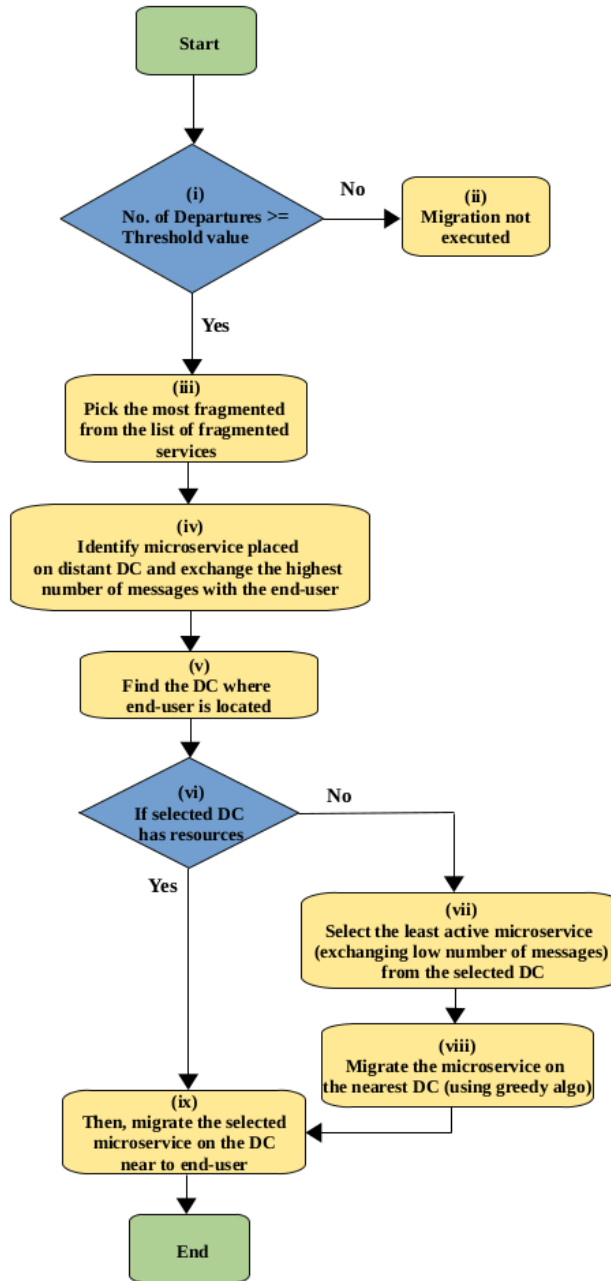 Start
(i)
No. of Departures >=
Threshold value
No
(ii)
Migration not
executed
Yes
(iii)
Pick the most fragmented
from the list of fragmented
services
(iv)
Identify microservice placed
on distant DC and exchange the highest
number of messages with the end-user
(v)
Find the DC where
end-user is located
(vi)
If selected DC
has resources
No
Yes
(vii)
Select the least active microservice
(exchanging low number of messages)
from the selected DC
(viii)
Migrate the microservice on
the nearest DC (using greedy algo)
(ix)
Then, migrate the selected
microservice on the DC
near to end-user
End